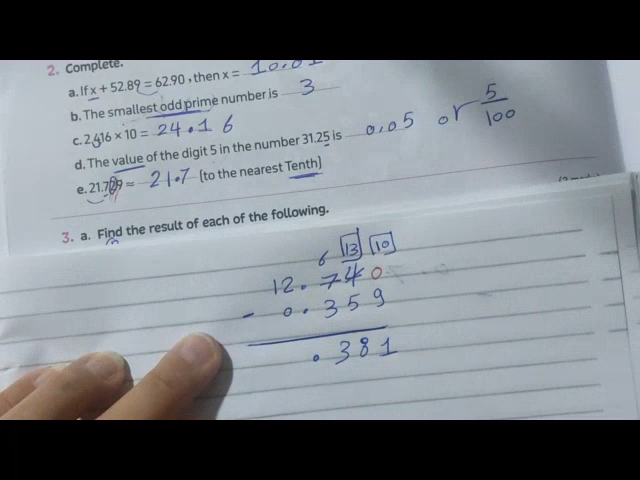 2. Complete.
a. If x + 52.89 = 62.90, then x = 10.01
b. The smallest odd prime number is 3
c. 2.416 × 10 = 24.16
d. The value of the digit 5 in the number 31.25 is 0.05 or 5/100
e. 21.729 ≈ 21.7 (to the nearest Tenth)
3. a. Find the result of each of the following.
6 13 10
12.740
- 0.359
.381